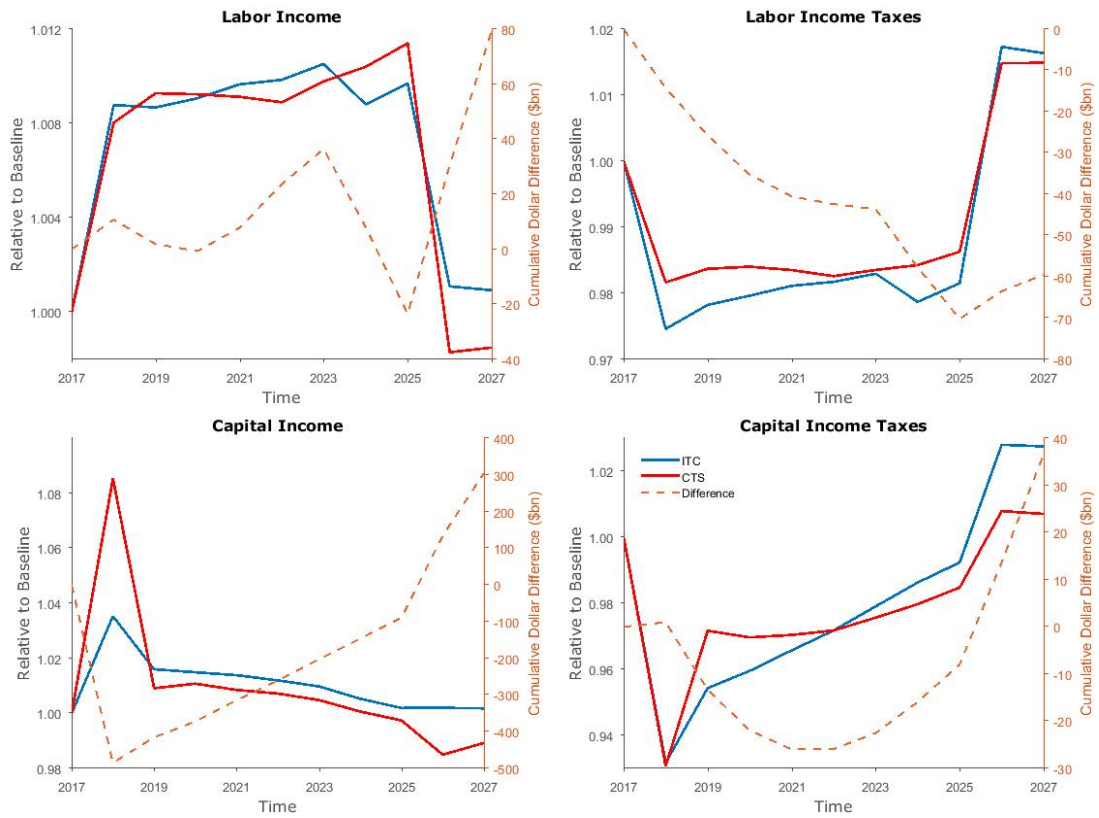 Labor Income
Relative to Baseline
1.012
1.008
1.004
1.000
80
60
40
20
0
-20
-40
Cumulative Dollar Difference ($bn)
2017 2019 2021 2023 2025 2027
Time
Labor Income Taxes
Relative to Baseline
1.02
1.01
1.00
0.99
0.98
0.97
0
-10
-20
-30
-40
-50
-60
-70
-80
Cumulative Dollar Difference ($bn)
2017 2019 2021 2023 2025 2027
Time
Capital Income
Relative to Baseline
1.08
1.06
1.04
1.02
1.00
0.98
400
300
200
100
0
-100
-200
-300
-400
-500
Cumulative Dollar Difference ($bn)
2017 2019 2021 2023 2025 2027
Time
Capital Income Taxes
ITC
CTS
Difference
Relative to Baseline
1.02
1.00
0.98
0.96
0.94
40
30
20
10
0
-10
-20
-30
Cumulative Dollar Difference ($bn)
2017 2019 2021 2023 2025 2027
Time